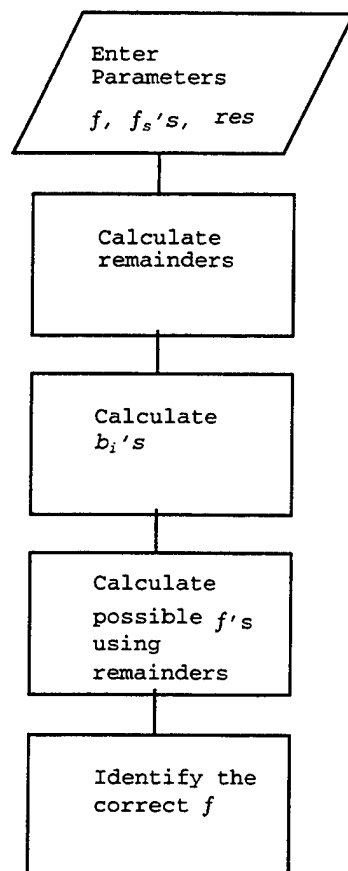 Enter
Parameters
f, fₛ's, res
Calculate
remainders
Calculate
bᵢ's
Calculate
possible f's
using
remainders
Identify the
correct f